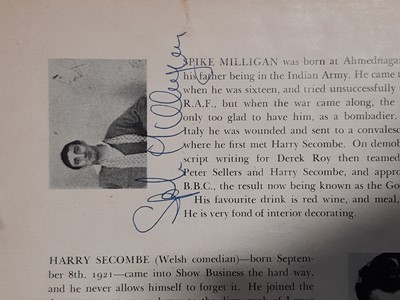 Spike Milligan
SPIKE MILLIGAN was born at Ahmednagar
his father being in the Indian Army. He came t
when he was sixteen, and tried unsuccessfully t
R.A.F., but when the war came along, the
only too glad to have him, as a bombadier.
Italy he was wounded and sent to a convalesc
where he first met Harry Secombe. On demob
script writing for Derek Roy then teamed
Peter Sellers and Harry Secombe, and appro
B.B.C., the result now being known as the Go
His favourite drink is red wine, and meal,
He is very fond of interior decorating.
HARRY SECOMBE (Welsh comedian)—born Septem-
ber 8th, 1921—came into Show Business the hard way,
and he never allows himself to forget it. He joined the